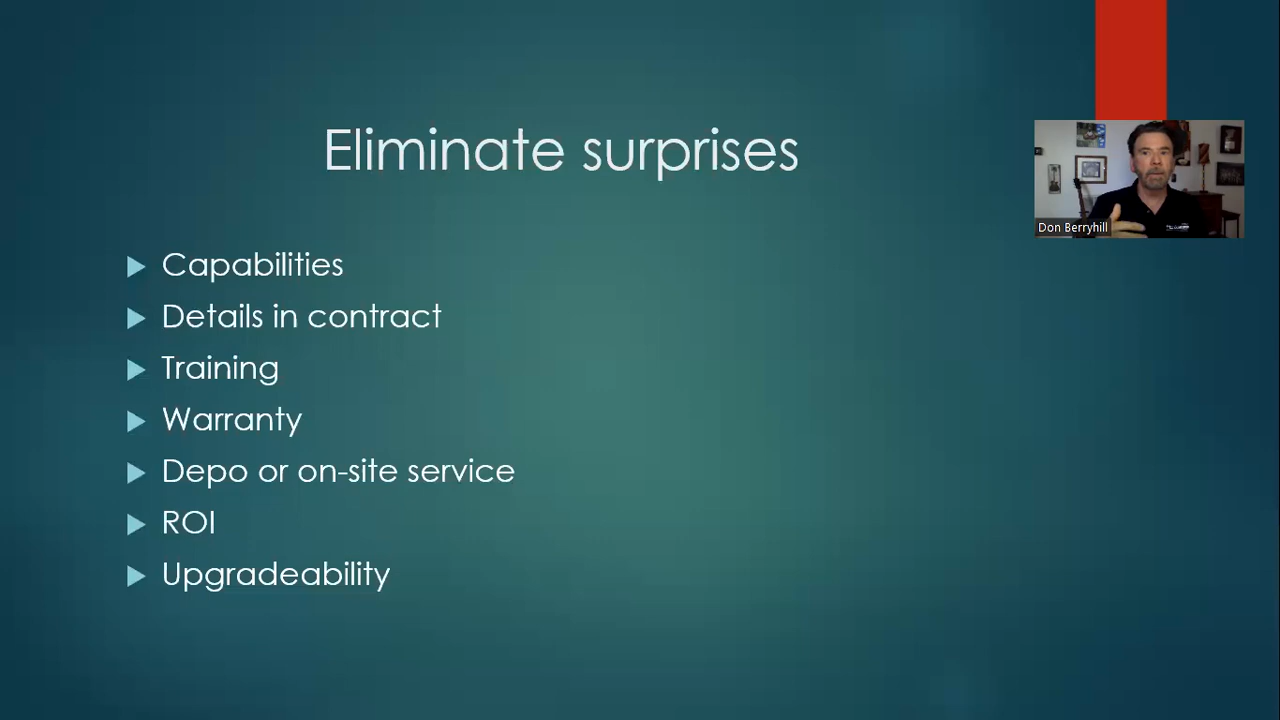 Eliminate surprises
Don Berryhill
Capabilities
Details in contract
Training
Warranty
Depo or on-site service
ROI
Upgradeability